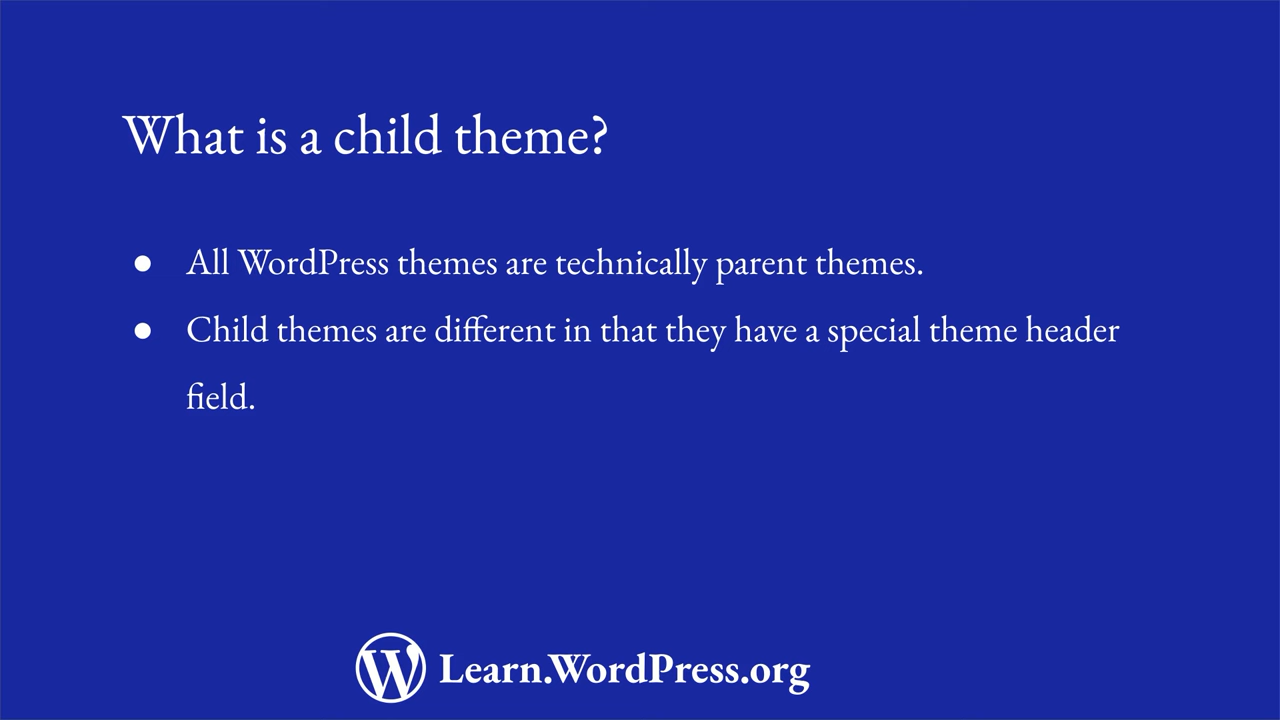 What is a child theme?
● All WordPress themes are technically parent themes.
● Child themes are different in that they have a special theme header
field.
Learn.WordPress.org